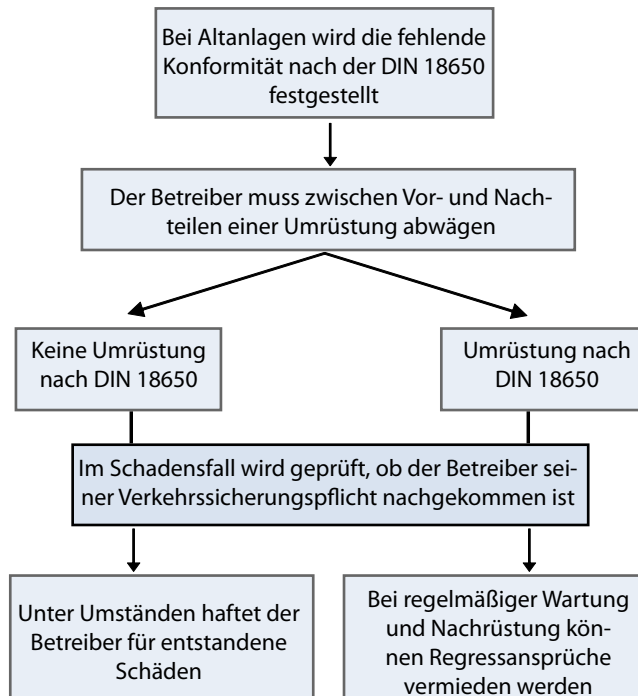 Bei Altanlagen wird die fehlende
Konformität nach der DIN 18650
festgestellt
Der Betreiber muss zwischen Vor- und Nach-
teilen einer Umrüstung abwägen
Keine Umrüstung
nach DIN 18650
Umrüstung nach
DIN 18650
Im Schadensfall wird geprüft, ob der Betreiber sei-
ner Verkehrssicherungspflicht nachgekommen ist
Unter Umständen haftet der
Betreiber für entstandene
Schäden
Bei regelmäßiger Wartung
und Nachrüstung kön-
nen Regressansprüche
vermieden werden